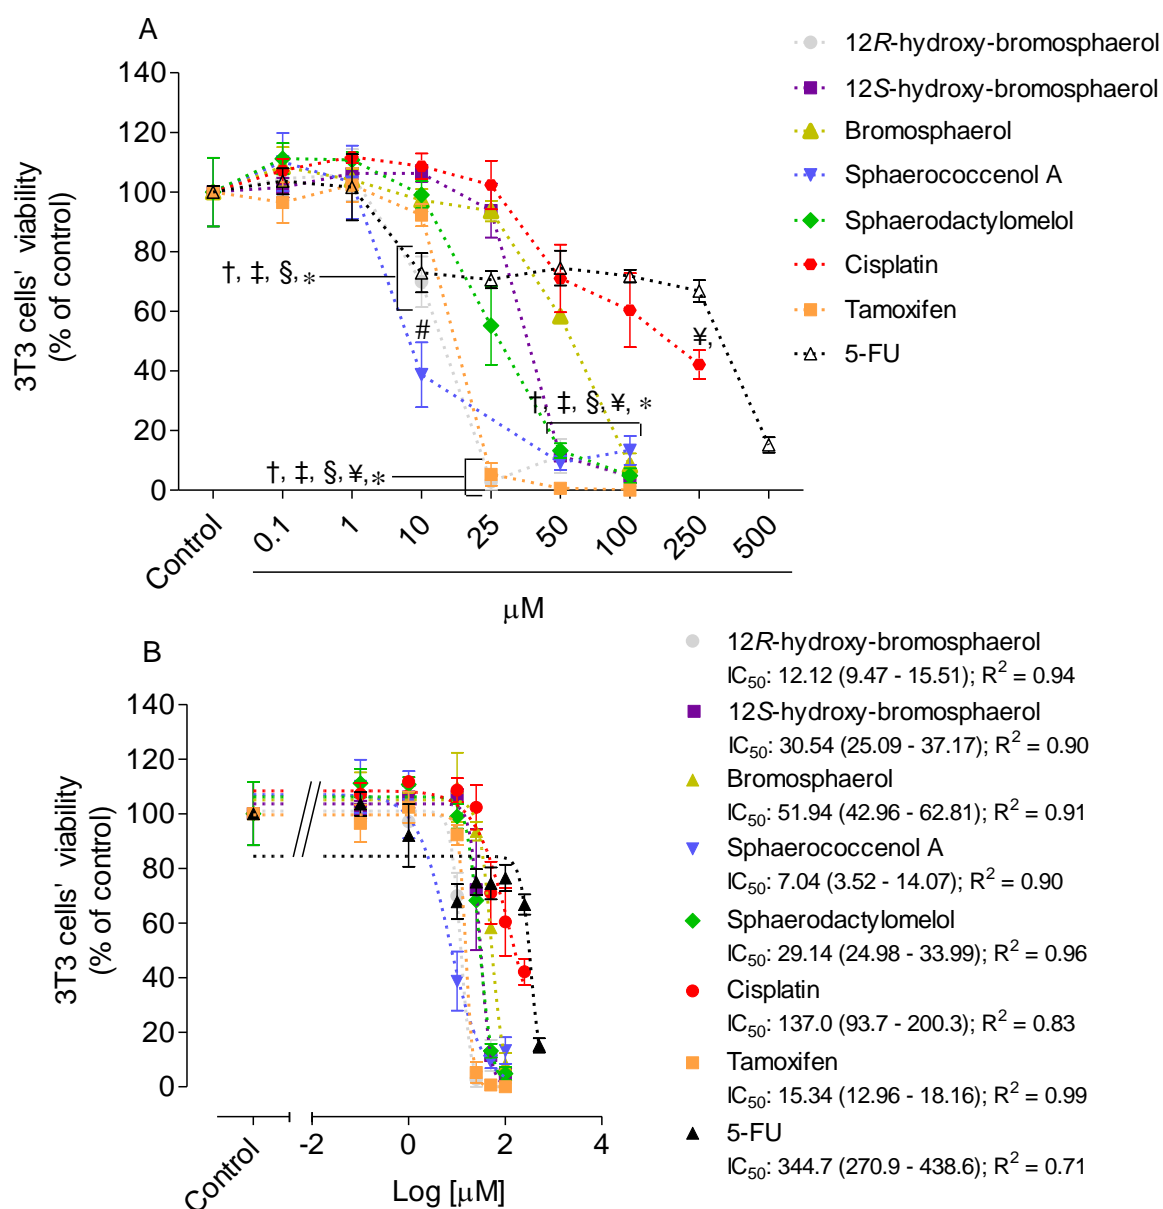 A
12R-hydroxy-bromosphaerol
12S-hydroxy-bromosphaerol
Bromosphaerol
Sphaerococcenol A
Sphaerodactylomelol
Cisplatin
Tamoxifen
5-FU
3T3 cells' viability
(% of control)
140
120
100
80
60
40
20
0
†, ‡, §, *
#
¥,
†, ‡, §, ¥, *
†, ‡, §, ¥, *
Control
0.1
1
10
25
50
100
250
500
μM
B
12R-hydroxy-bromosphaerol
IC50: 12.12 (9.47 - 15.51); R² = 0.94
12S-hydroxy-bromosphaerol
IC50: 30.54 (25.09 - 37.17); R² = 0.90
Bromosphaerol
IC50: 51.94 (42.96 - 62.81); R² = 0.91
Sphaerococcenol A
IC50: 7.04 (3.52 - 14.07); R² = 0.90
Sphaerodactylomelol
IC50: 29.14 (24.98 - 33.99); R² = 0.96
Cisplatin
IC50: 137.0 (93.7 - 200.3); R² = 0.83
Tamoxifen
IC50: 15.34 (12.96 - 18.16); R² = 0.99
5-FU
IC50: 344.7 (270.9 - 438.6); R² = 0.71
3T3 cells' viability
(% of control)
140
120
100
80
60
40
20
0
Control
-2
0
2
4
Log [μM]